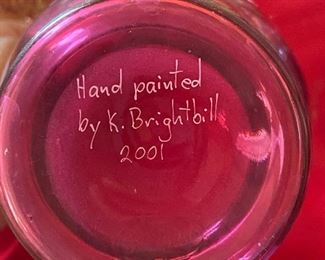 Hand painted
by K. Brightbill
2001